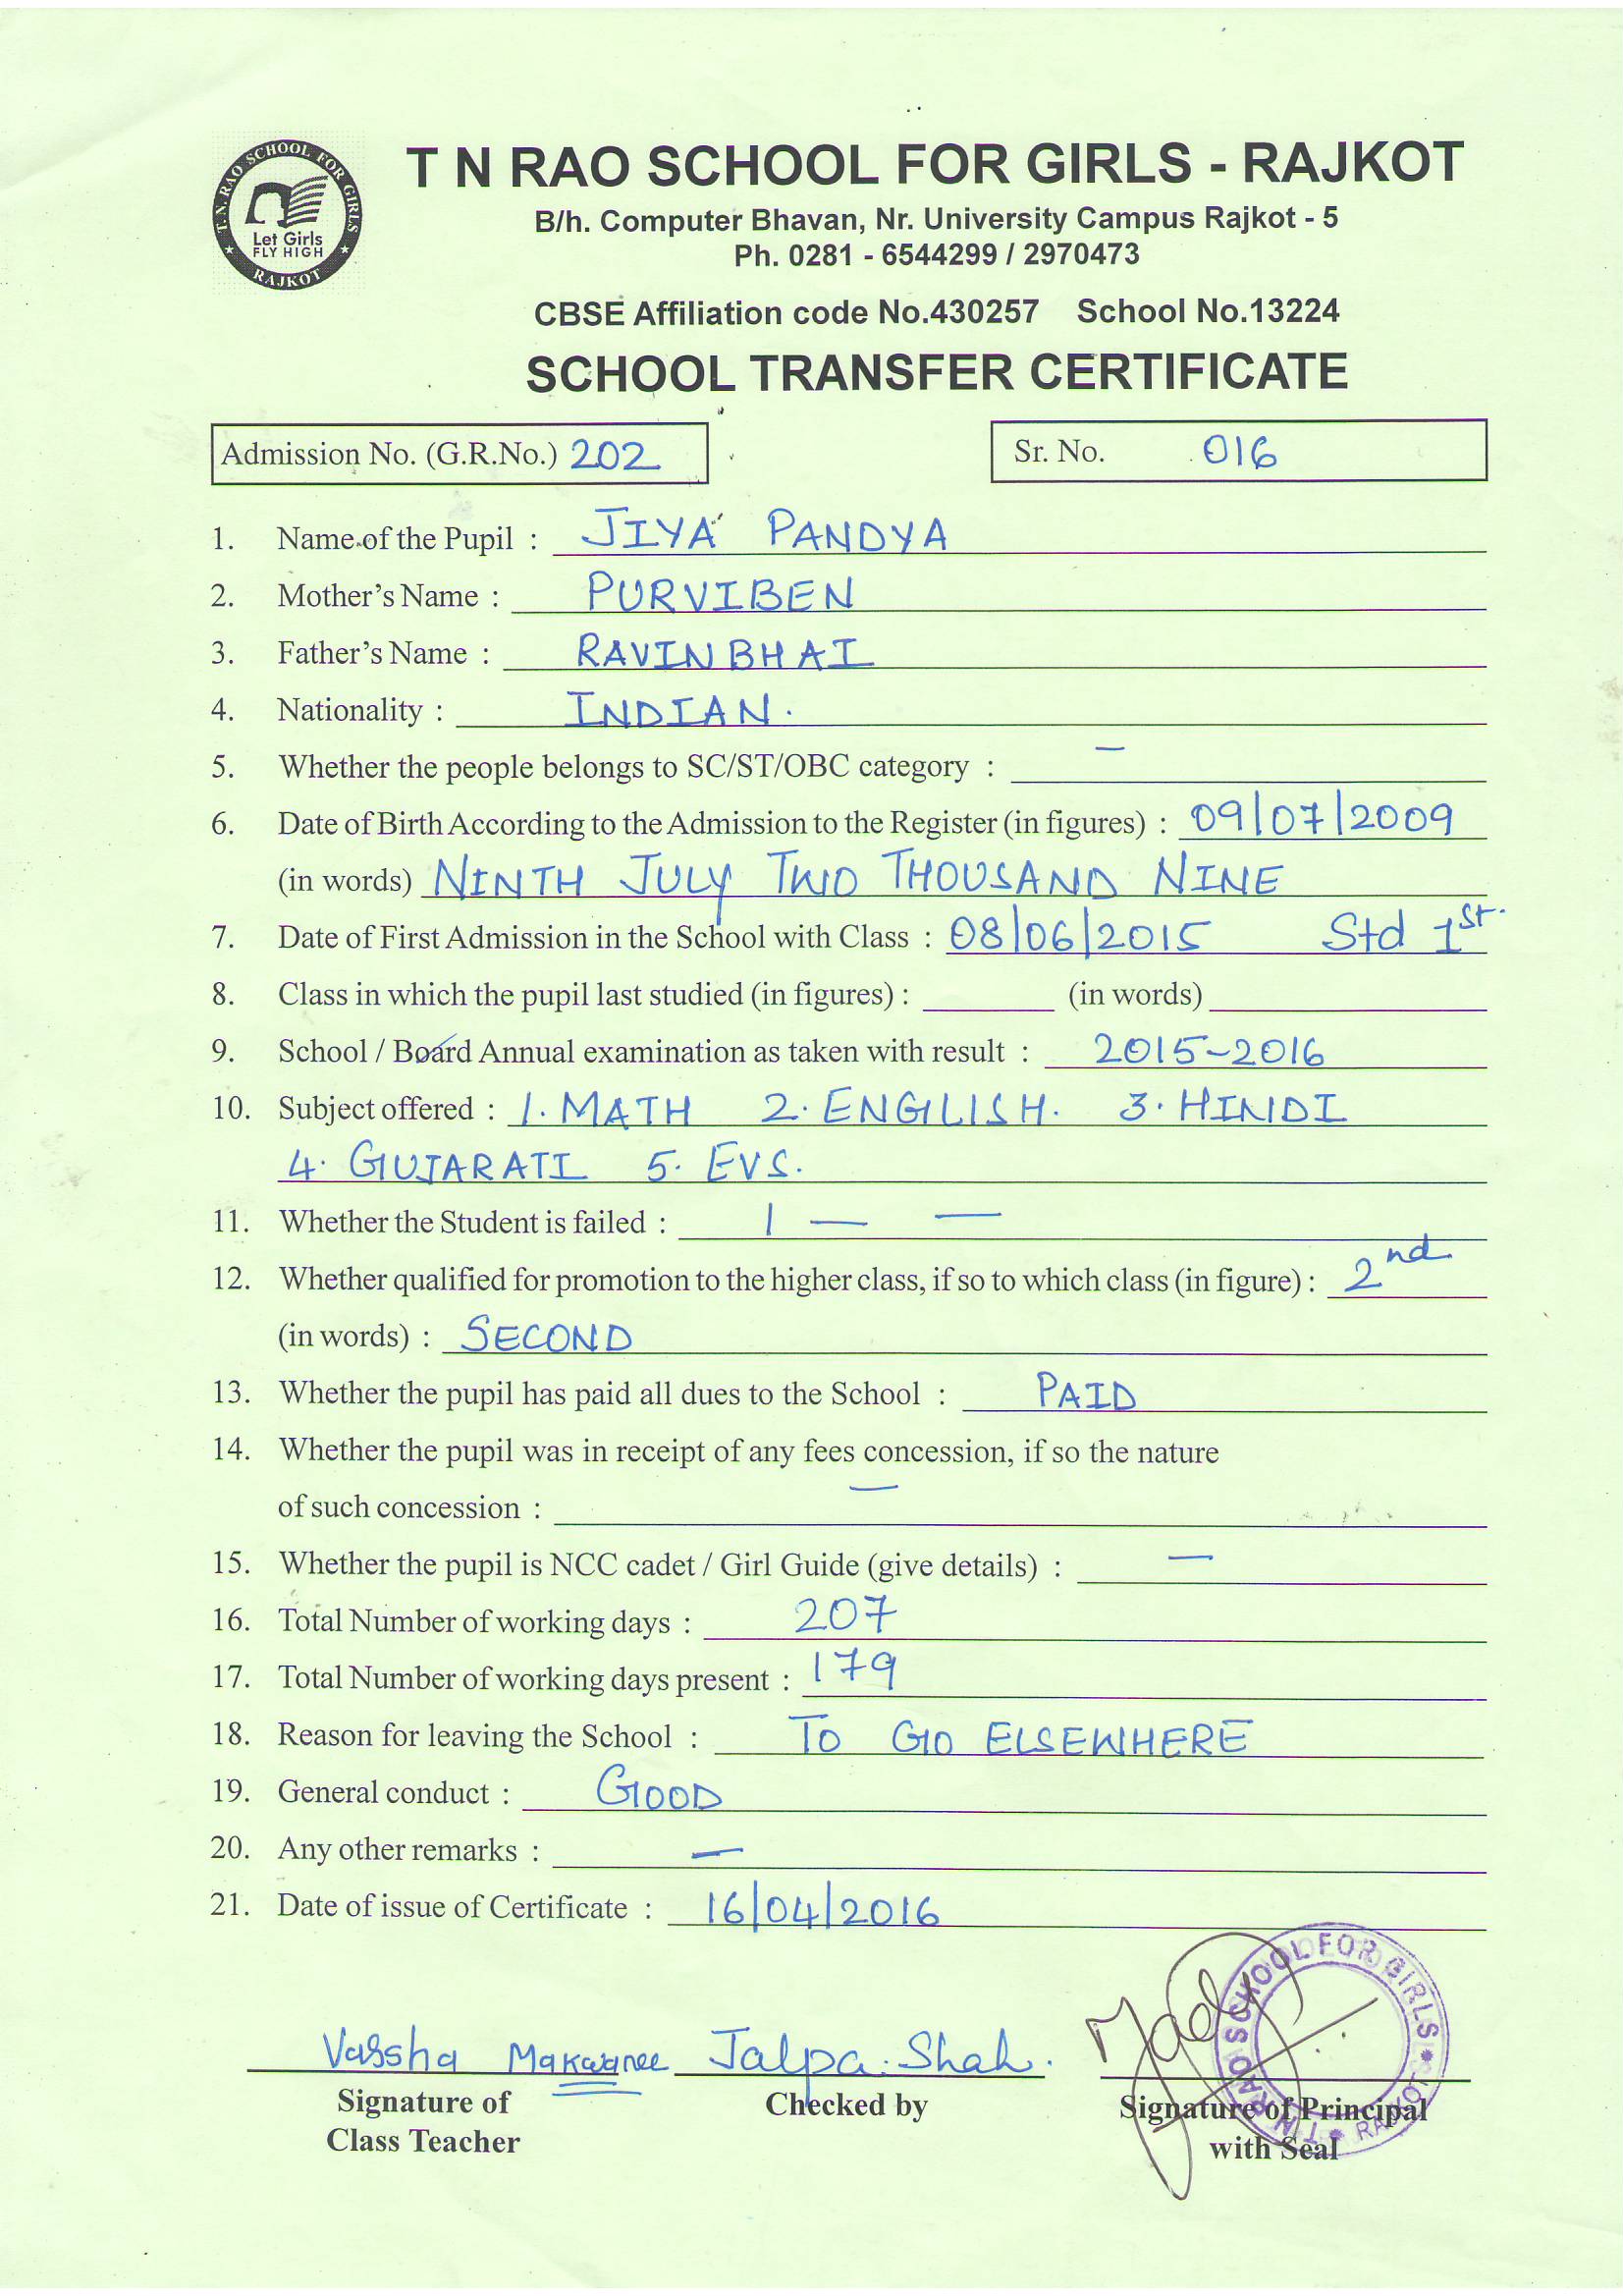 T. N. RAO SCHOOL FOR GIRLS
Let Girls
FLY HIGH
RAJKOT
T N RAO SCHOOL FOR GIRLS - RAJKOT
B/h. Computer Bhavan, Nr. University Campus Rajkot - 5
Ph. 0281 - 6544299 / 2970473
CBSE Affiliation code No.430257 School No.13224
SCHOOL TRANSFER CERTIFICATE
Admission No. (G.R.No.) 202
Sr. No. 016
1. Name of the Pupil : JIYA PANDYA
2. Mother's Name : PURVIBEN
3. Father's Name : RAVINBHAI
4. Nationality : INDIAN.
5. Whether the people belongs to SC/ST/OBC category : —
6. Date of Birth According to the Admission to the Register (in figures) : 09/07/2009
(in words) NINTH JULY TWO THOUSAND NINE
7. Date of First Admission in the School with Class : 08/06/2015 Std 1st.
8. Class in which the pupil last studied (in figures) : (in words)
9. School / Board Annual examination as taken with result : 2015-2016
10. Subject offered : 1. MATH 2. ENGLISH. 3. HINDI
4. GUJARATI 5. EVS.
11. Whether the Student is failed : | — —
12. Whether qualified for promotion to the higher class, if so to which class (in figure) : 2nd
(in words) : SECOND
13. Whether the pupil has paid all dues to the School : PAID
14. Whether the pupil was in receipt of any fees concession, if so the nature
of such concession : —
15. Whether the pupil is NCC cadet / Girl Guide (give details) : —
16. Total Number of working days : 207
17. Total Number of working days present : 179
18. Reason for leaving the School : TO GO ELSEWHERE
19. General conduct : GOOD
20. Any other remarks : —
21. Date of issue of Certificate : 16/04/2016
T N RAO SCHOOL FOR GIRLS * RAJKOT *
Jalpa. Shah.
Signature of Checked by Signature of Principal
Class Teacher with Seal